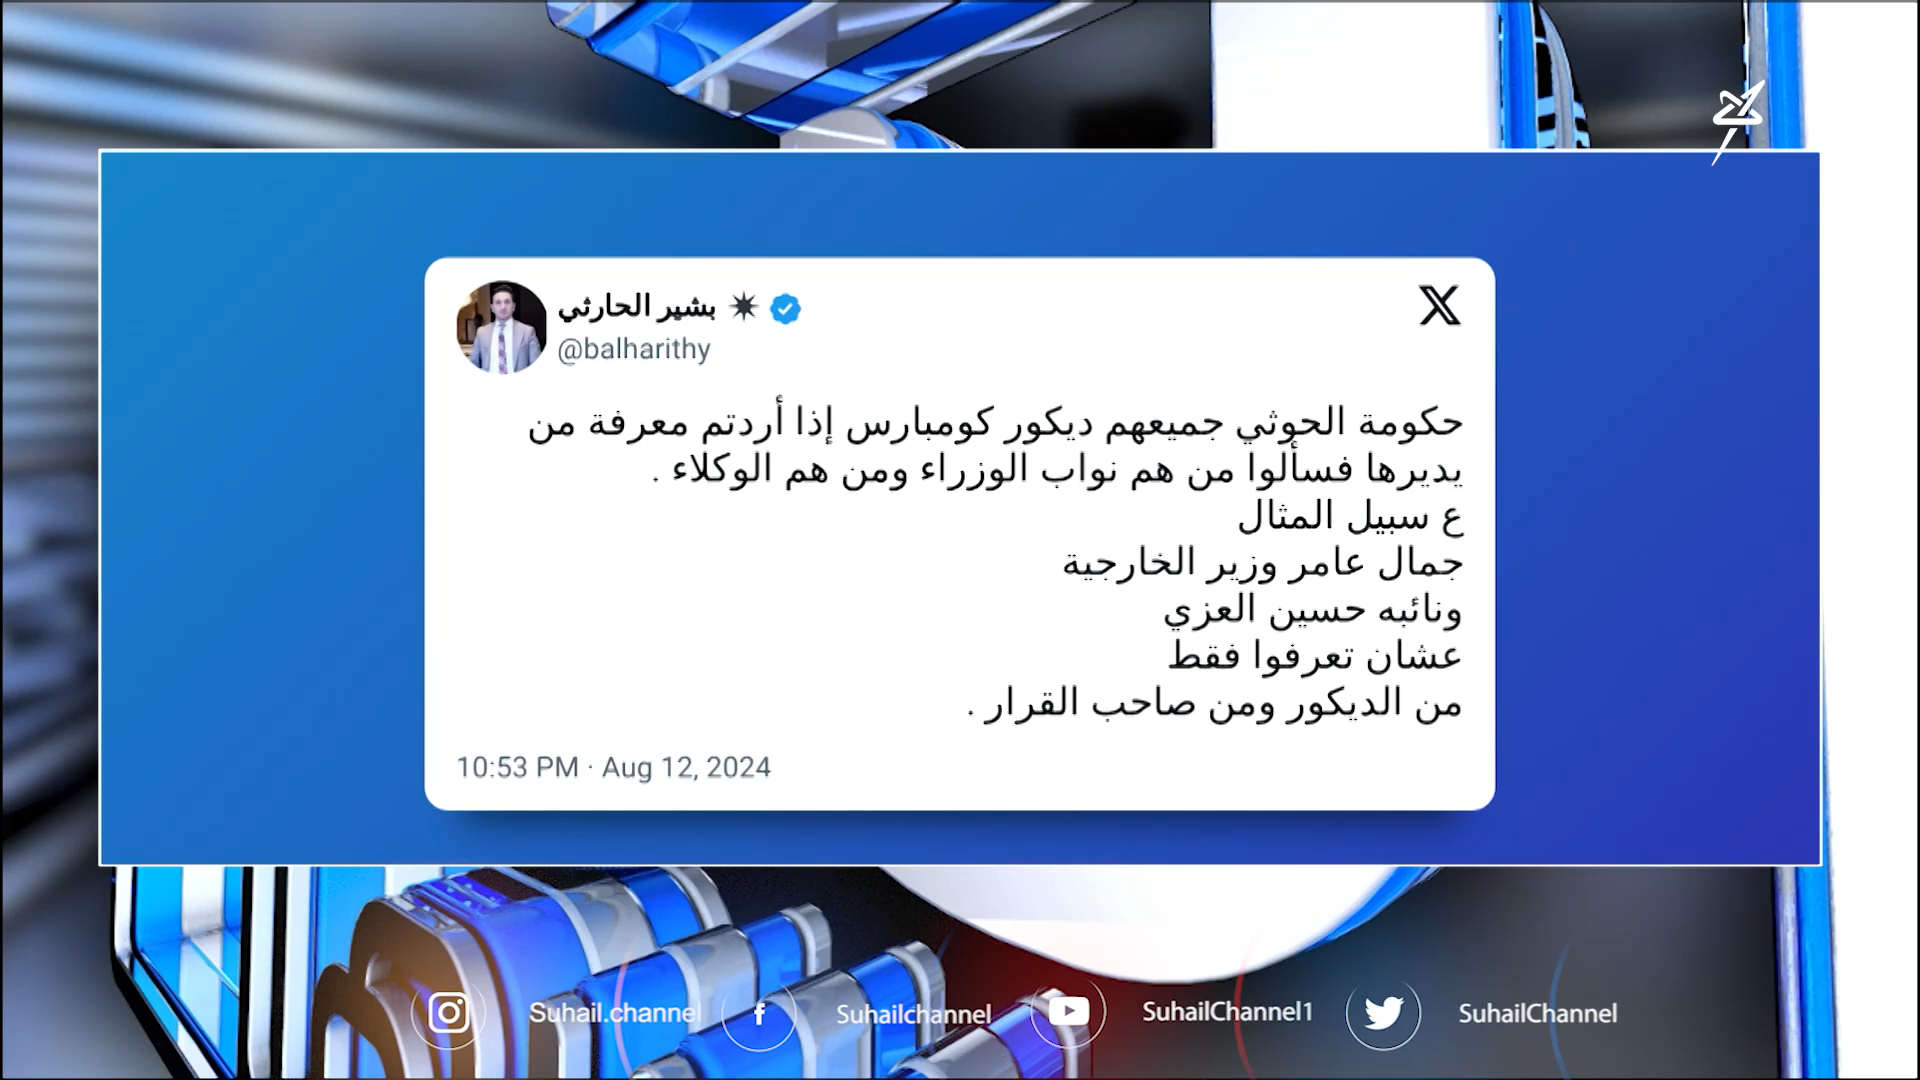 بشير الحارثي
@balharithy
حكومة الحوثي جميعهم ديكور كومبارس إذا أردتم معرفة من
يديرها فسألوا من هم نواب الوزراء ومن هم الوكلاء .
ع سبيل المثال
جمال عامر وزير الخارجية
ونائبه حسين العزي
عشان تعرفوا فقط
من الديكور ومن صاحب القرار .
10:53 PM · Aug 12, 2024
Suhail.channel
Suhailchannel
SuhailChannel1
SuhailChannel